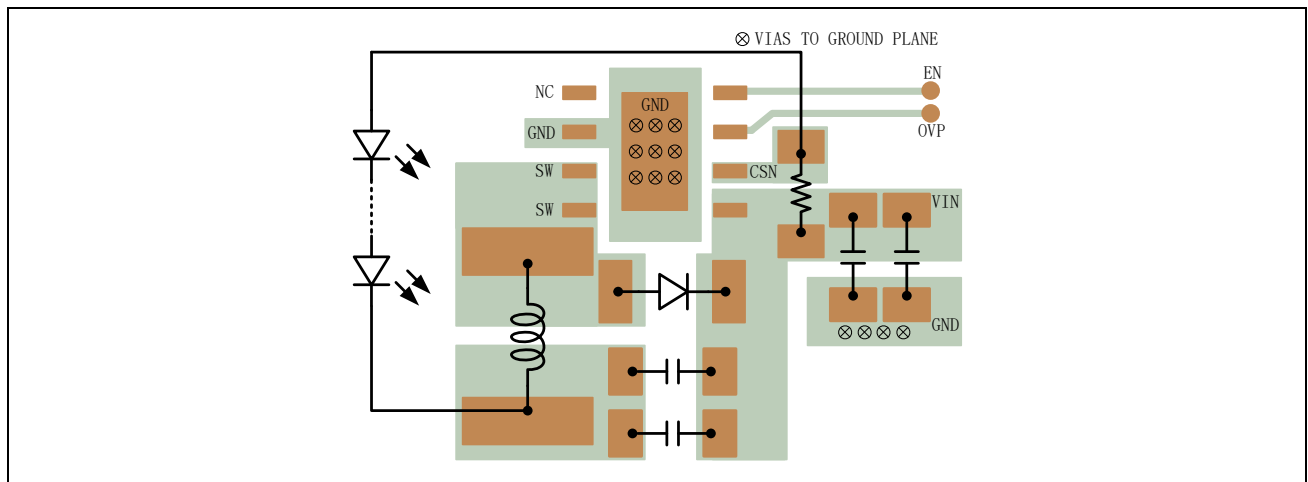 VIAS TO GROUND PLANE
EN
NC
GND
OVP
GND
SW
CSN
SW
VIN
GND